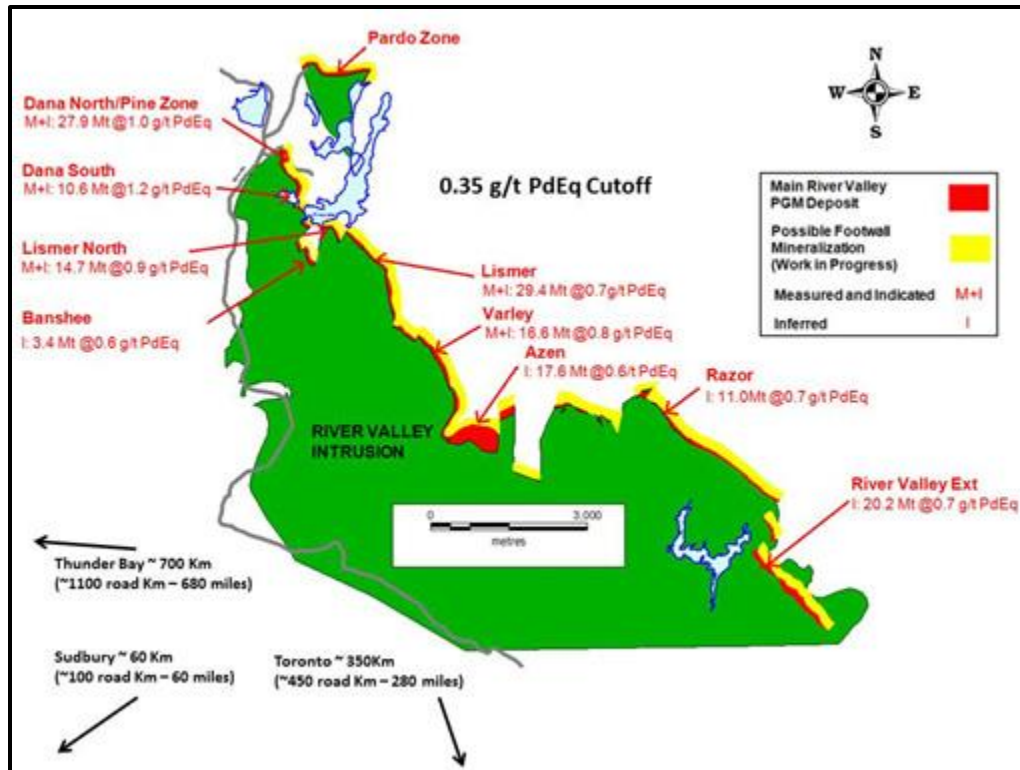 Pardo Zone
N
W E
S
Dana North/Pine Zone
M+I: 27.9 Mt @1.0 g/t PdEq
Dana South
M+I: 10.6 Mt @1.2 g/t PdEq
0.35 g/t PdEq Cutoff
Main River Valley
PGM Deposit
Possible Footwall
Mineralization
(Work in Progress)
Measured and Indicated M+I
Inferred I
Lismer North
M+I: 14.7 Mt @0.9 g/t PdEq
Lismer
M+I: 29.4 Mt @0.7g/t PdEq
Banshee
I: 3.4 Mt @0.6 g/t PdEq
Varley
M+I: 16.6 Mt @0.8 g/t PdEq
Azen
I: 17.6 Mt @0.6/t PdEq
Razor
I: 11.0Mt @0.7 g/t PdEq
RIVER VALLEY
INTRUSION
River Valley Ext
I: 20.2 Mt @0.7 g/t PdEq
0 3,000
metres
Thunder Bay ~ 700 Km
(~1100 road Km – 680 miles)
Sudbury ~ 60 Km
(~100 road Km – 60 miles)
Toronto ~ 350Km
(~450 road Km – 280 miles)